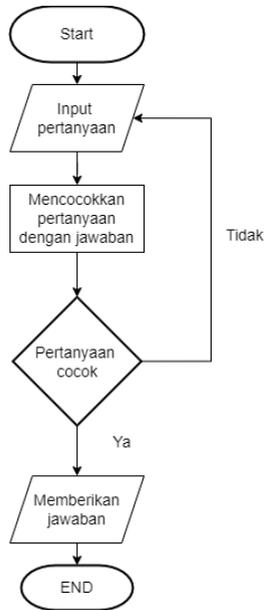 Start
Input
pertanyaan
Mencocokkan
pertanyaan
dengan jawaban
Tidak
Pertanyaan
cocok
Ya
Memberikan
jawaban
END